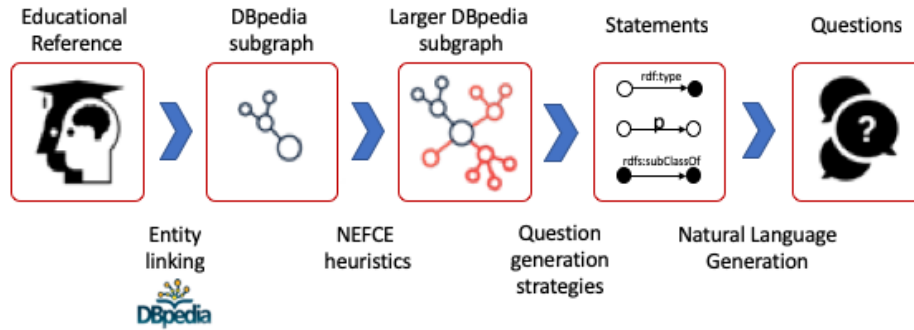 Educational
Reference
DBpedia
subgraph
Larger DBpedia
subgraph
Statements
Questions
rdf:type
p
rdfs:subClassOf
?
Entity
linking
DBpedia
NEFCE
heuristics
Question
generation
strategies
Natural Language
Generation